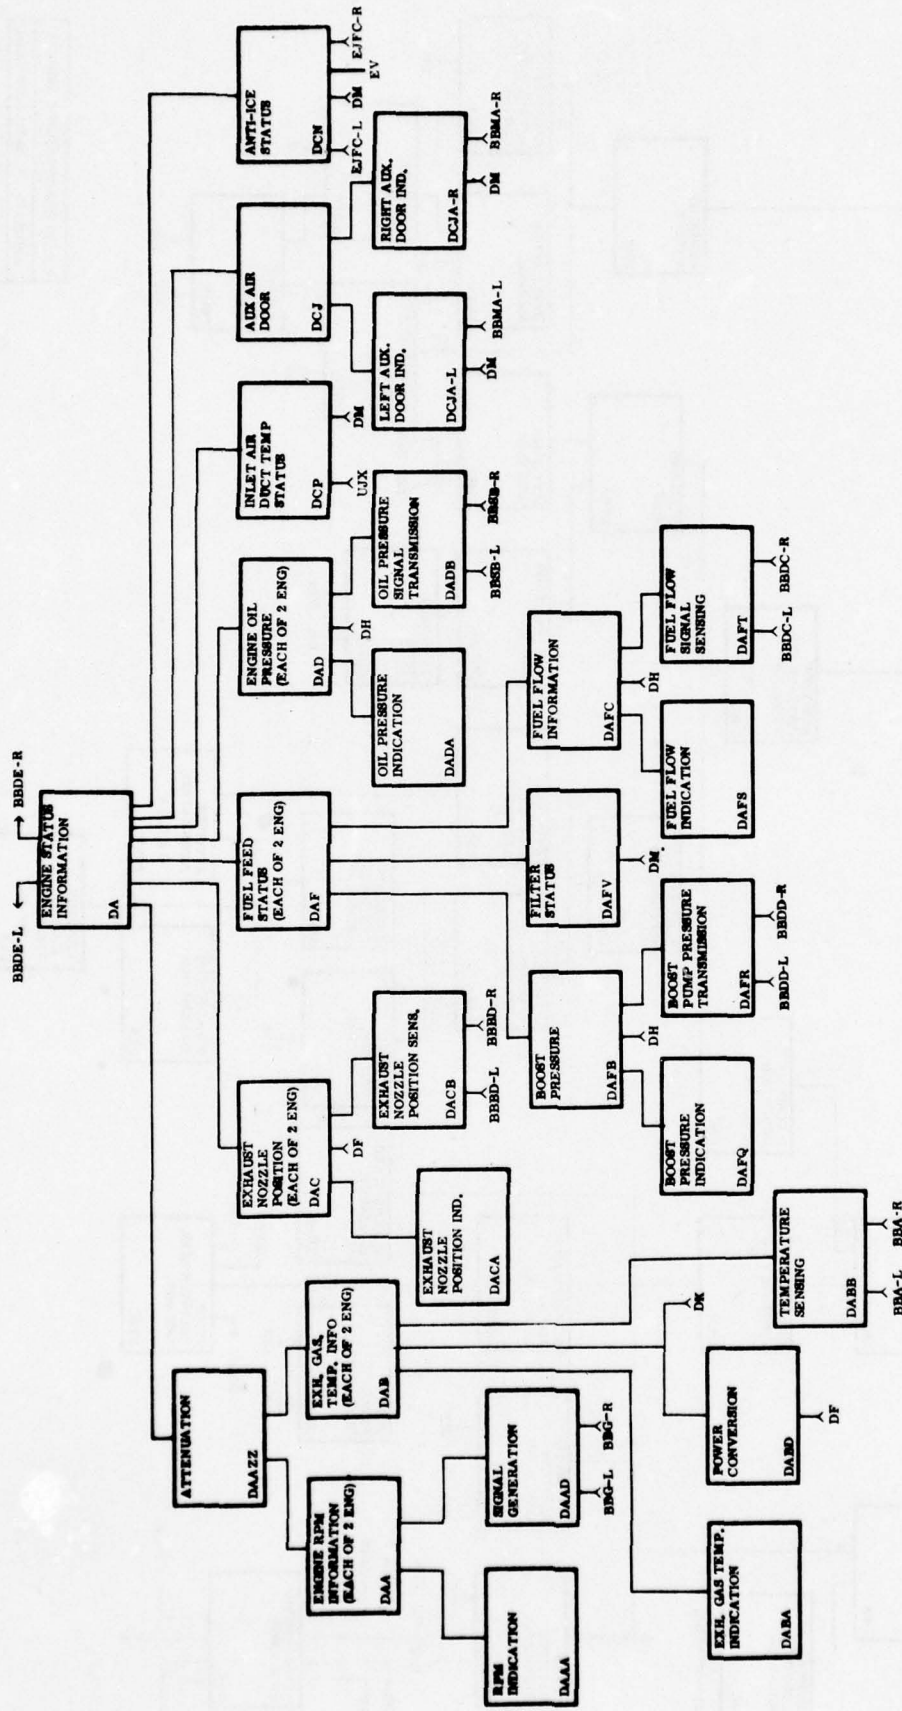 BBDE-L
BBDE-R
ENGINE STATUS
INFORMATION
DA
ATTENUATION
DAAZZ
EXHAUST
NOZZLE
POSITION
(EACH OF 2 ENG)
DAC
DF
FUEL FEED
STATUS
(EACH OF 2 ENG)
DAF
ENGINE OIL
PRESSURE
(EACH OF 2 ENG)
DAD
DH
INLET AIR
DUCT TEMP
STATUS
DCP
UJX
DM
AUX AIR
DOOR
DCJ
ANTI-ICE
STATUS
DCN
EJFC-L
DM
EV
EJFC-R
ENGINE RPM
INFORMATION
(EACH OF 2 ENG)
DAA
EXH. GAS.
TEMP. INFO
(EACH OF 2 ENG)
DAB
EXHAUST
NOZZLE
POSITION IND.
DACA
EXHAUST
NOZZLE
POSITION SENS.
DACB
BBBD-L
BBBD-R
OIL PRESSURE
INDICATION
DADA
OIL PRESSURE
SIGNAL
TRANSMISSION
DADB
BBSB-L
BBSB-R
LEFT AUX.
DOOR IND.
DCJA-L
DM
BBMA-L
RIGHT AUX.
DOOR IND.
DCJA-R
DM
BBMA-R
RPM
INDICATION
DAAA
SIGNAL
GENERATION
DAAD
BBG-L
BBG-R
BOOST
PRESSURE
DAFB
DH
FILTER
STATUS
DAFV
DM
FUEL FLOW
INFORMATION
DAFC
DH
BOOST
PRESSURE
INDICATION
DAFQ
BOOST
PUMP PRESSURE
TRANSMISSION
DAFR
BBDD-L
BBDD-R
FUEL FLOW
INDICATION
DAFS
FUEL FLOW
SIGNAL
SENSING
DAFT
BBDC-L
BBDC-R
EXH. GAS TEMP.
INDICATION
DABA
POWER
CONVERSION
DABD
DF
DK
TEMPERATURE
SENSING
DABB
BBA-L
BBA-R